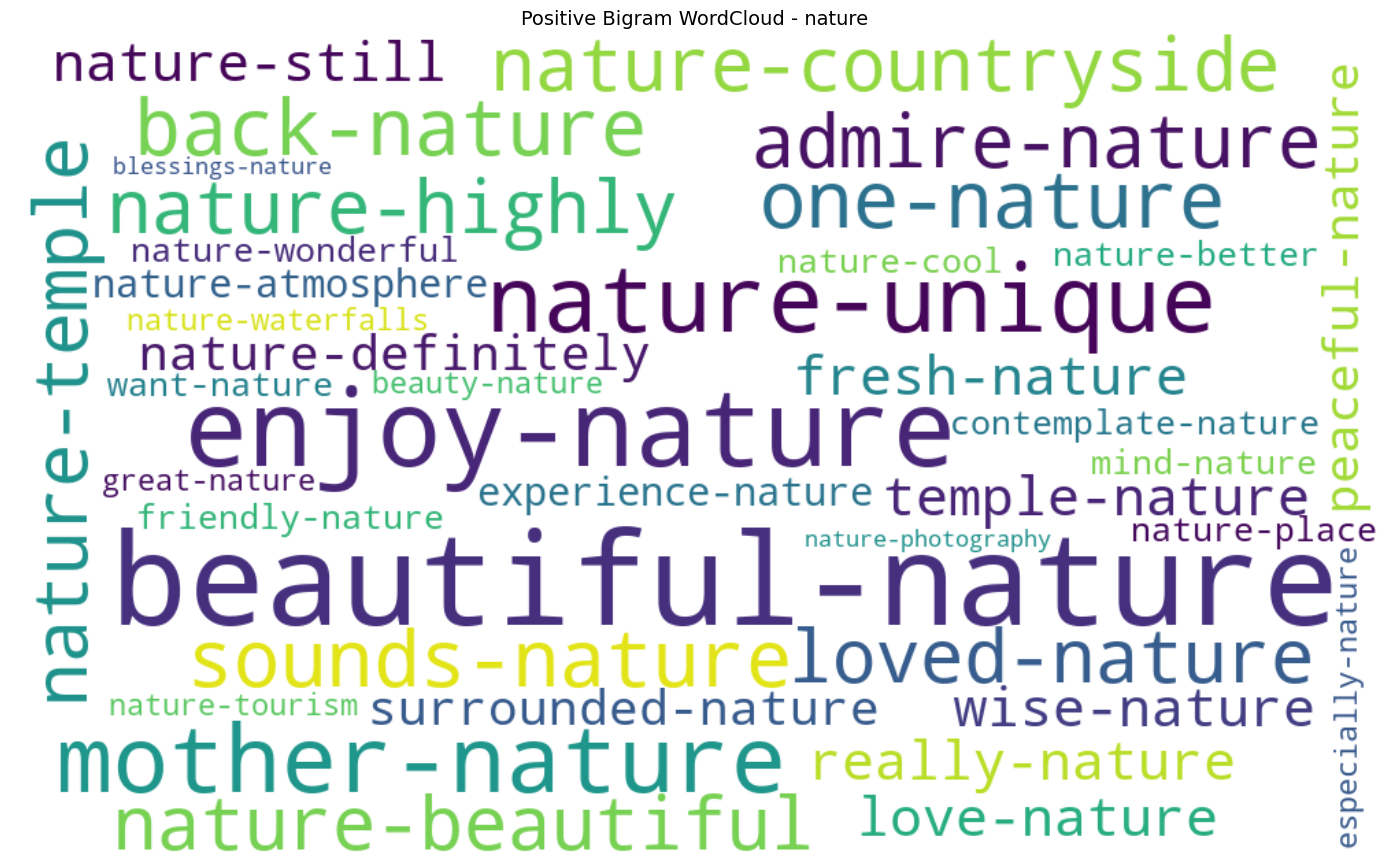 Positive Bigram WordCloud - nature
nature-still
nature-countryside
back-nature
admire-nature
blessings-nature
nature-highly
one-nature
nature-temple
peaceful-nature
nature-wonderful
nature-cool
nature-better
nature-atmosphere
nature-unique
nature-waterfalls
nature-definitely
fresh-nature
want-nature
beauty-nature
enjoy-nature
contemplate-nature
great-nature
experience-nature
mind-nature
temple-nature
friendly-nature
nature-photography
nature-place
beautiful-nature
especially-nature
sounds-nature
loved-nature
nature-tourism
surrounded-nature
wise-nature
mother-nature
really-nature
nature-beautiful
love-nature